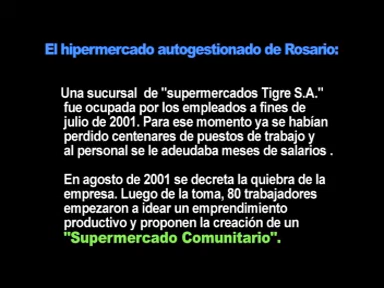 El hipermercado autogestionado de Rosario:
Una sucursal de "supermercados Tigre S.A."
fue ocupada por los empleados a fines de
julio de 2001. Para ese momento ya se habían
perdido centenares de puestos de trabajo y
al personal se le adeudaba meses de salarios .
En agosto de 2001 se decreta la quiebra de la
empresa. Luego de la toma, 80 trabajadores
empezaron a idear un emprendimiento
productivo y proponen la creación de un
"Supermercado Comunitario".